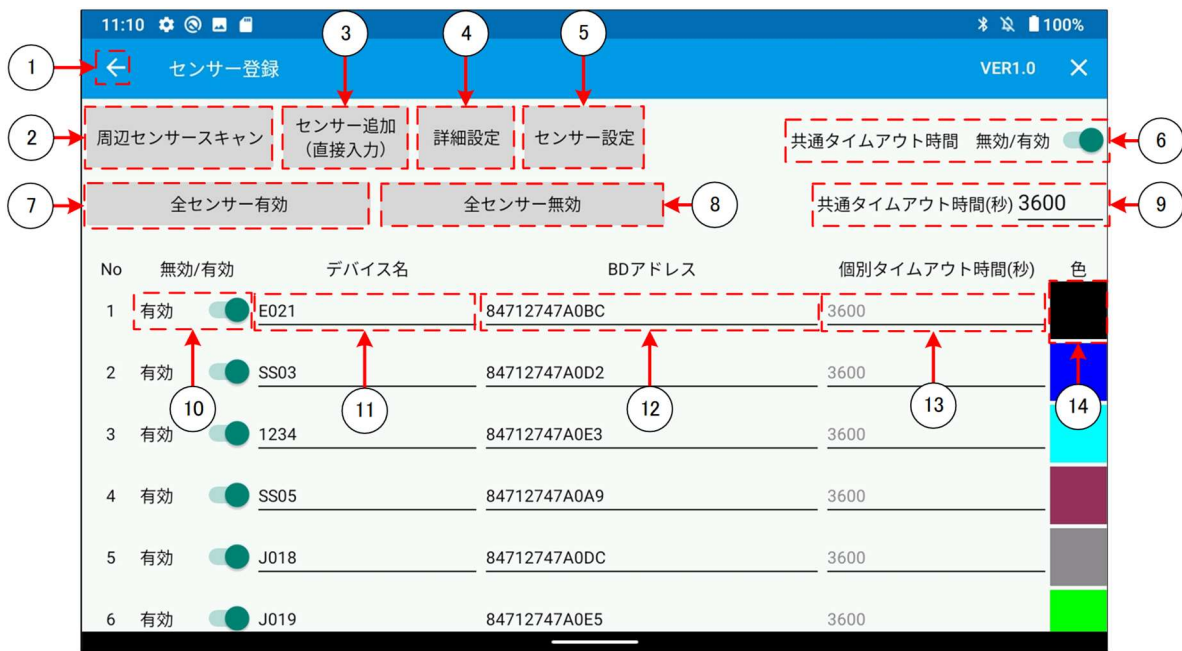 11:10 100%
3 4 5
1 センサー登録 VER1.0
2 周辺センサースキャン センサー追加 詳細設定 センサー設定 共通タイムアウト時間 無効/有効 6
(直接入力)
7 全センサー有効 全センサー無効 8 共通タイムアウト時間(秒) 3600 9
No 無効/有効 デバイス名 BDアドレス 個別タイムアウト時間(秒) 色
1 有効 E021 84712747A0BC 3600
2 有効 SS03 84712747A0D2 3600
10 11 12 13 14
3 有効 1234 84712747A0E3 3600
4 有効 SS05 84712747A0A9 3600
5 有効 J018 84712747A0DC 3600
6 有効 J019 84712747A0E5 3600